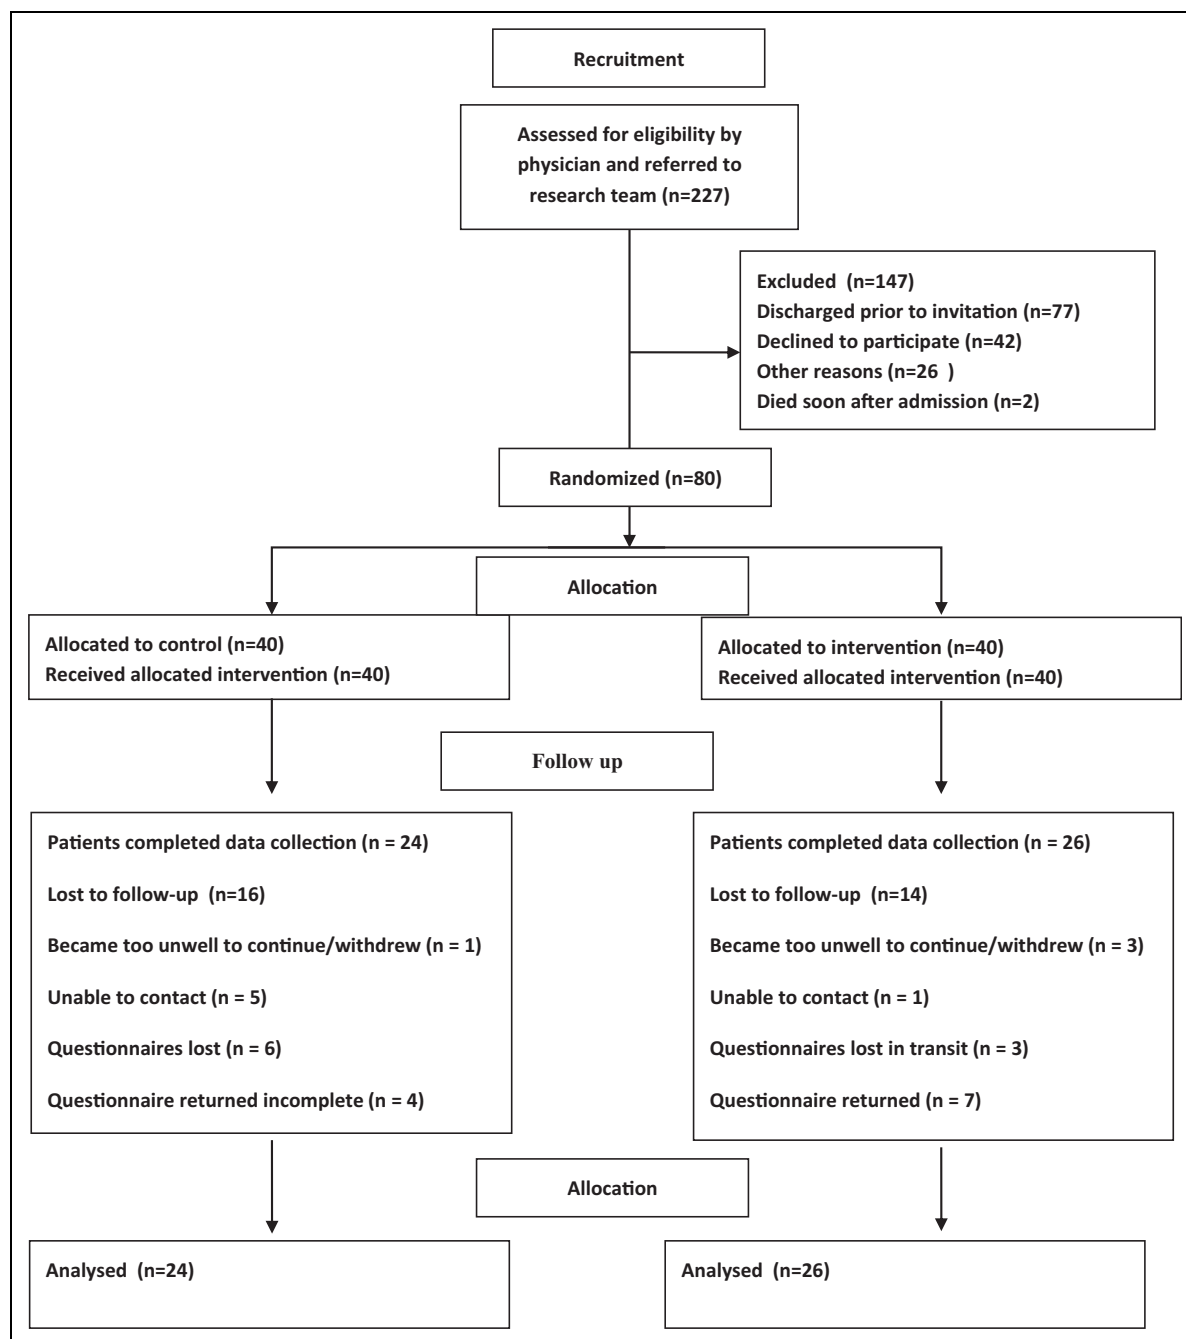 Recruitment
Assessed for eligibility by
physician and referred to
research team (n=227)
Excluded (n=147)
Discharged prior to invitation (n=77)
Declined to participate (n=42)
Other reasons (n=26 )
Died soon after admission (n=2)
Randomized (n=80)
Allocation
Allocated to control (n=40)
Received allocated intervention (n=40)
Allocated to intervention (n=40)
Received allocated intervention (n=40)
Follow up
Patients completed data collection (n = 24)
Lost to follow-up (n=16)
Became too unwell to continue/withdrew (n = 1)
Unable to contact (n = 5)
Questionnaires lost (n = 6)
Questionnaire returned incomplete (n = 4)
Patients completed data collection (n = 26)
Lost to follow-up (n=14)
Became too unwell to continue/withdrew (n = 3)
Unable to contact (n = 1)
Questionnaires lost in transit (n = 3)
Questionnaire returned (n = 7)
Allocation
Analysed (n=24)
Analysed (n=26)